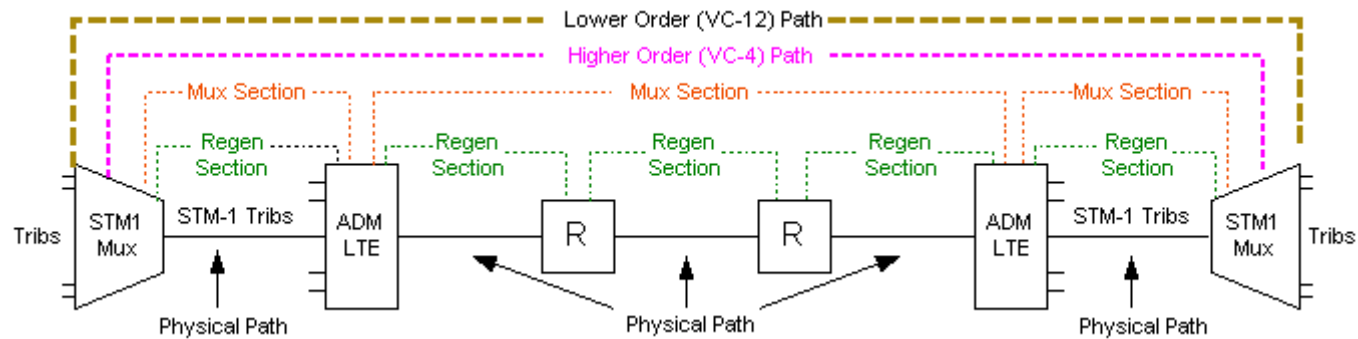 Lower Order (VC-12) Path
Higher Order (VC-4) Path
Mux Section
Mux Section
Mux Section
Regen
Section
Regen
Section
Regen
Section
Regen
Section
Regen
Section
Tribs
STM1
Mux
STM-1 Tribs
ADM
LTE
R
R
ADM
LTE
STM-1 Tribs
STM1
Mux
Tribs
Physical Path
Physical Path
Physical Path